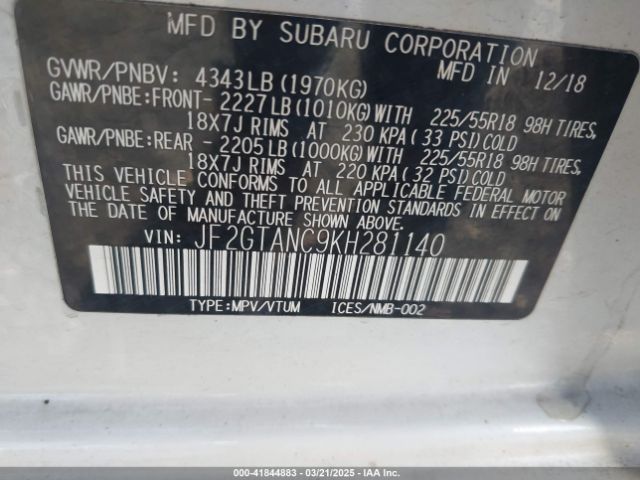 MFD BY SUBARU CORPORATION
GVWR/PNBV: 4343LB(1970KG) MFD IN 12/18
GAWR/PNBE:FRONT- 2227LB(1010KG)WITH 225/55R18 98H TIRES,
18X7J RIMS AT 230 KPA(33 PSI)COLD
GAWR/PNBE:REAR - 2205LB(1000KG)WITH 225/55R18 98H TIRES,
18X7J RIMS AT 220 KPA(32 PSI)COLD
THIS VEHICLE CONFORMS TO ALL APPLICABLE FEDERAL MOTOR
VEHICLE SAFETY AND THEFT PREVENTION STANDARDS IN EFFECT ON
THE DATE OF MANUFACTURE SHOWN ABOVE.
VIN: JF2GTANC9KH281140
TYPE:MPV/VTUM ICES/NMB-002
000-41844883 / 03/21/2025 - IAAI.COM